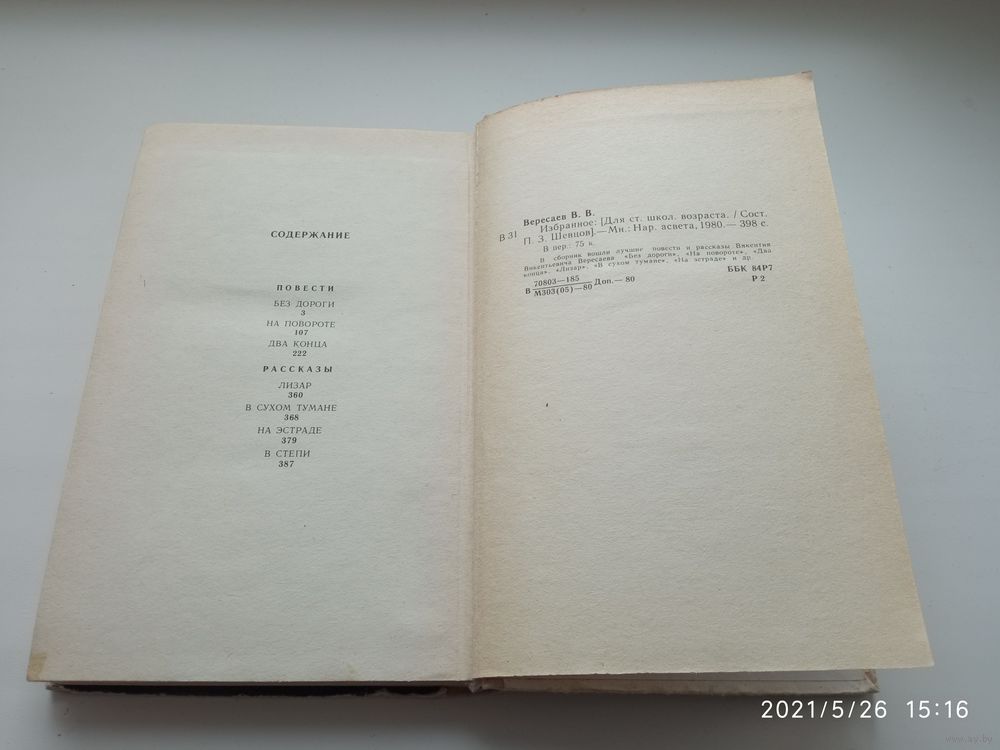 СОДЕРЖАНИЕ
ПОВЕСТИ
БЕЗ ДОРОГИ
3
НА ПОВОРОТЕ
107
ДВА КОНЦА
222
РАССКАЗЫ
ЛИЗАР
360
В СУХОМ ТУМАНЕ
368
НА ЭСТРАДЕ
379
В СТЕПИ
387
Вересаев В. В.
В 31 Избранное: [Для ст. школ. возраста. / Сост.
П. З. Шевцов].— Мн.: Нар. асвета, 1980.— 398 с.
В пер.: 75 к.
В сборник вошли лучшие повести и рассказы Викентия
Викентьевича Вересаева «Без дороги», «На повороте», «Два
конца», «Лизар», «В сухом тумане», «На эстраде» и др.
70803—185
В М303(05)—80 Доп.— 80
ББК 84Р7
Р 2
2021/5/26 15:16
www.ay.by